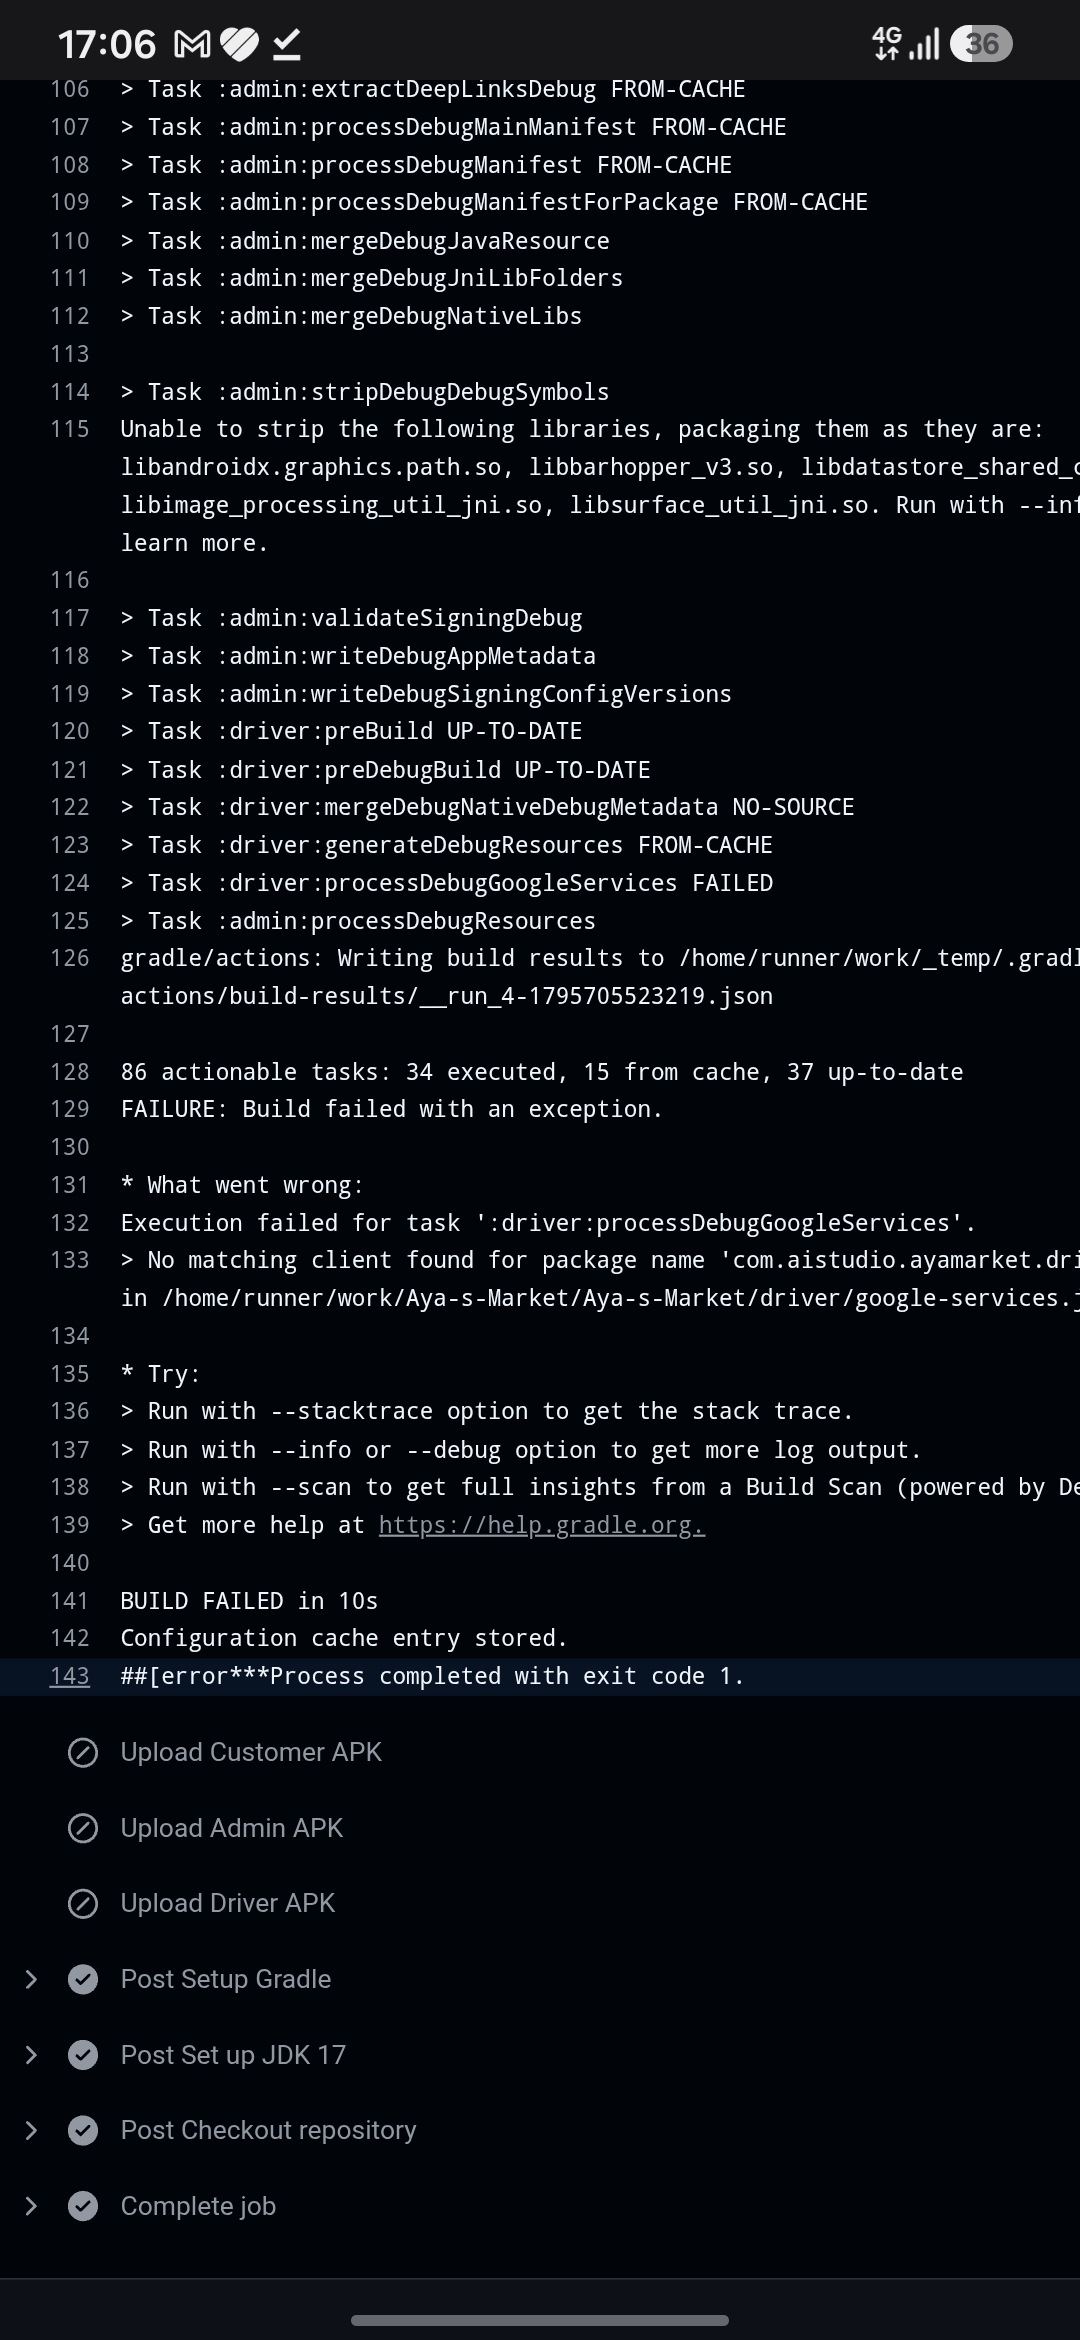 17:06 4G 36
106 > Task :admin:extractDeepLinksDebug FROM-CACHE
107 > Task :admin:processDebugMainManifest FROM-CACHE
108 > Task :admin:processDebugManifest FROM-CACHE
109 > Task :admin:processDebugManifestForPackage FROM-CACHE
110 > Task :admin:mergeDebugJavaResource
111 > Task :admin:mergeDebugJniLibFolders
112 > Task :admin:mergeDebugNativeLibs
113
114 > Task :admin:stripDebugDebugSymbols
115 Unable to strip the following libraries, packaging them as they are:
libandroidx.graphics.path.so, libbarhopper_v3.so, libdatastore_shared_c
libimage_processing_util_jni.so, libsurface_util_jni.so. Run with --inf
learn more.
116
117 > Task :admin:validateSigningDebug
118 > Task :admin:writeDebugAppMetadata
119 > Task :admin:writeDebugSigningConfigVersions
120 > Task :driver:preBuild UP-TO-DATE
121 > Task :driver:preDebugBuild UP-TO-DATE
122 > Task :driver:mergeDebugNativeDebugMetadata NO-SOURCE
123 > Task :driver:generateDebugResources FROM-CACHE
124 > Task :driver:processDebugGoogleServices FAILED
125 > Task :admin:processDebugResources
126 gradle/actions: Writing build results to /home/runner/work/_temp/.gradl
actions/build-results/__run_4-1795705523219.json
127
128 86 actionable tasks: 34 executed, 15 from cache, 37 up-to-date
129 FAILURE: Build failed with an exception.
130
131 * What went wrong:
132 Execution failed for task ':driver:processDebugGoogleServices'.
133 > No matching client found for package name 'com.aistudio.ayamarket.dri
in /home/runner/work/Aya-s-Market/Aya-s-Market/driver/google-services.j
134
135 * Try:
136 > Run with --stacktrace option to get the stack trace.
137 > Run with --info or --debug option to get more log output.
138 > Run with --scan to get full insights from a Build Scan (powered by De
139 > Get more help at https://help.gradle.org.
140
141 BUILD FAILED in 10s
142 Configuration cache entry stored.
143 ##[error***Process completed with exit code 1.
Upload Customer APK
Upload Admin APK
Upload Driver APK
Post Setup Gradle
Post Set up JDK 17
Post Checkout repository
Complete job